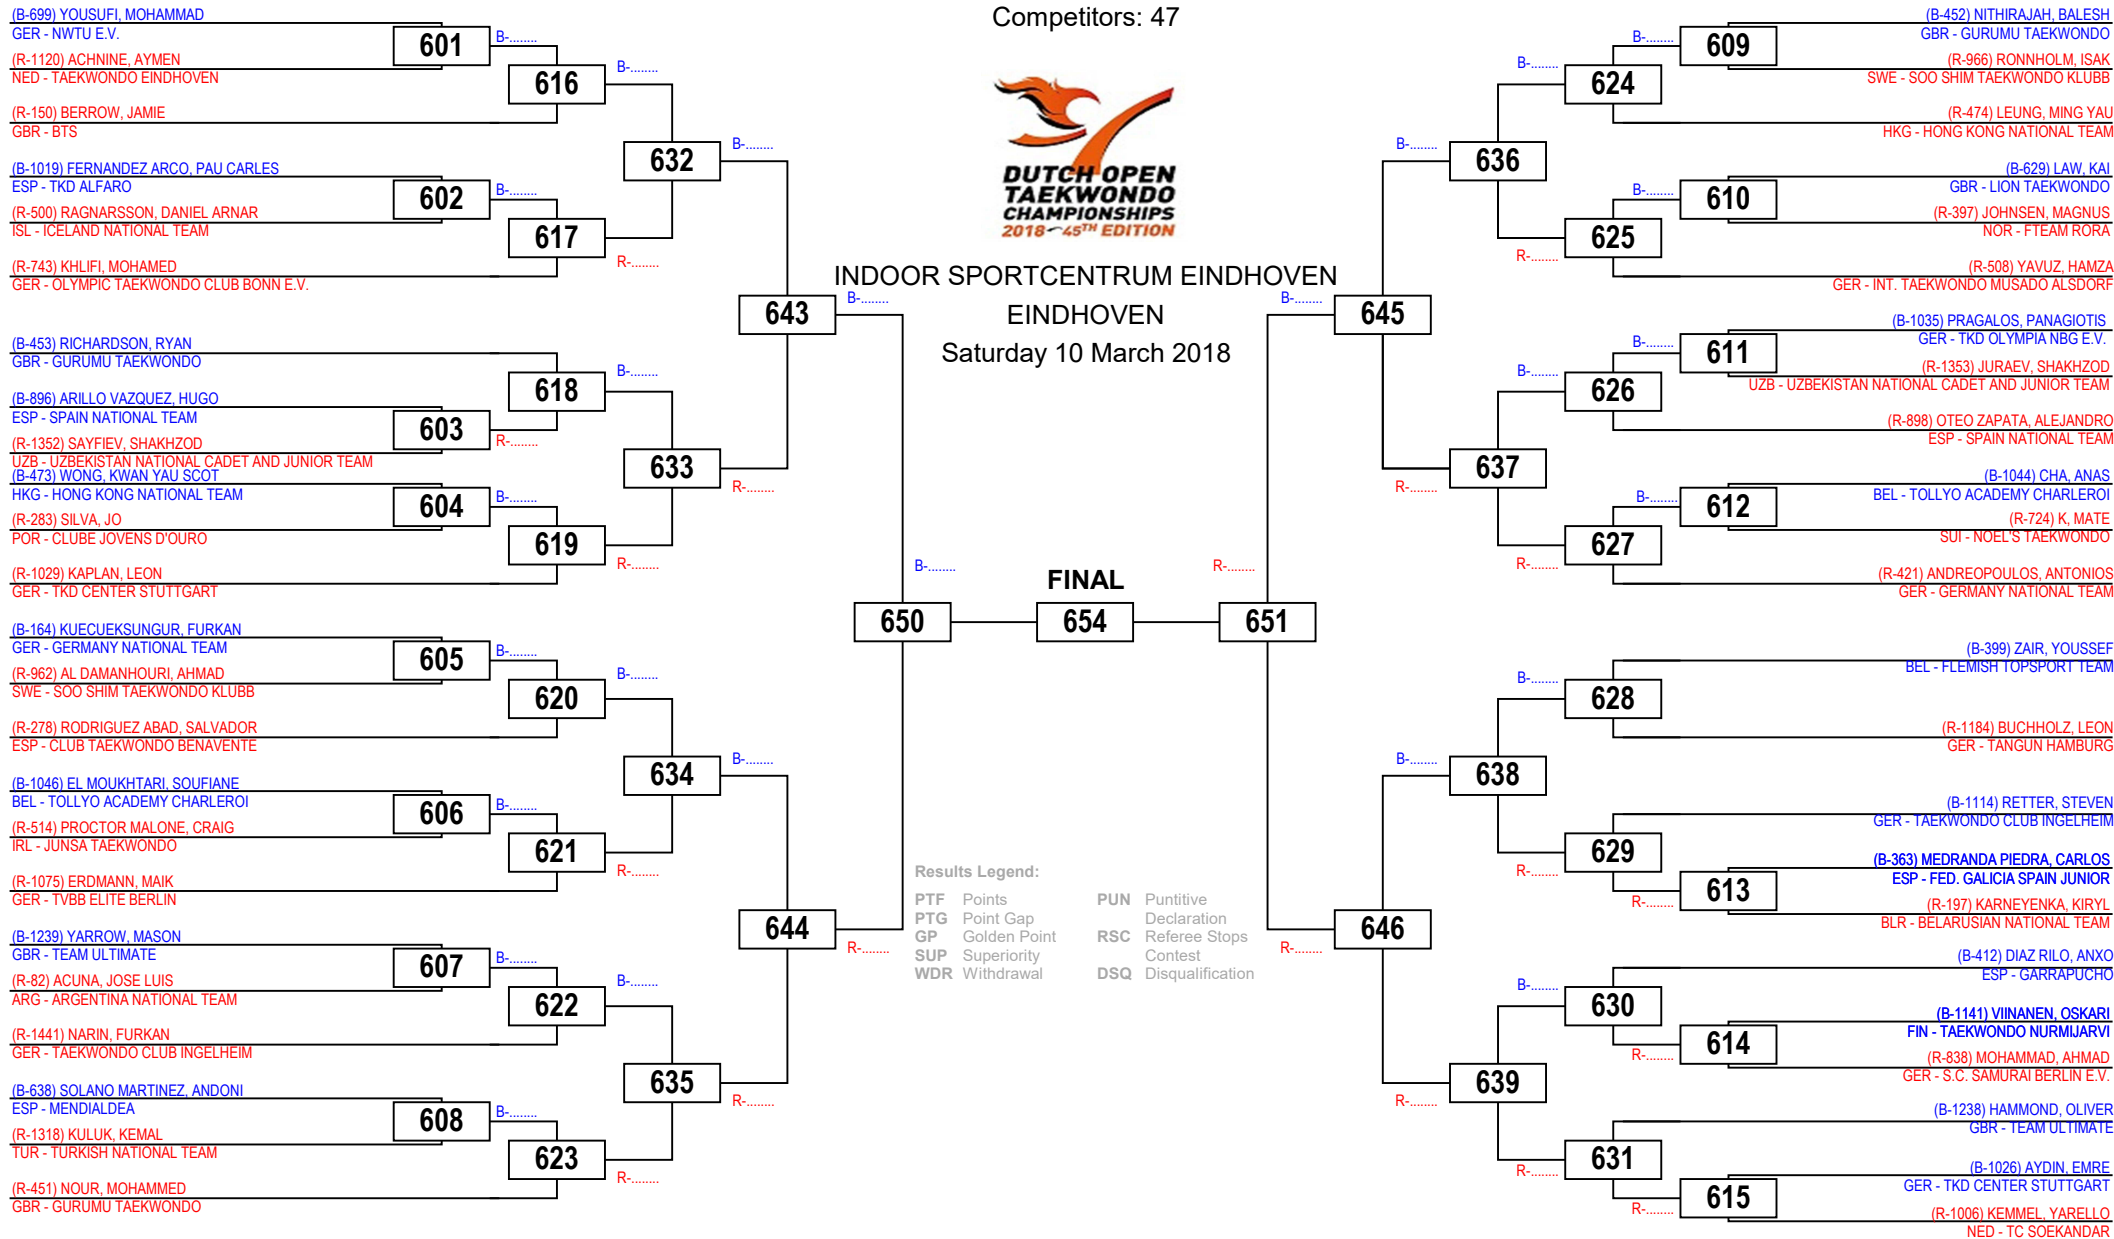 Competitors: 47
DUTCH OPEN
TAEKWONDO
CHAMPIONSHIPS
2018 - 45TH EDITION
INDOOR SPORTCENTRUM EINDHOVEN
EINDHOVEN
Saturday 10 March 2018
(B-699) YOUSUFI, MOHAMMAD
GER - NWTU E.V.
601
B-........
(R-1120) ACHNINE, AYMEN
NED - TAEKWONDO EINDHOVEN
616
B-........
(R-150) BERROW, JAMIE
GBR - BTS
632
B-........
(B-1019) FERNANDEZ ARCO, PAU CARLES
ESP - TKD ALFARO
602
B-........
(R-500) RAGNARSSON, DANIEL ARNAR
ISL - ICELAND NATIONAL TEAM
617
R-........
(R-743) KHLIFI, MOHAMED
GER - OLYMPIC TAEKWONDO CLUB BONN E.V.
643
B-........
(B-453) RICHARDSON, RYAN
GBR - GURUMU TAEKWONDO
618
B-........
(B-896) ARILLO VAZQUEZ, HUGO
ESP - SPAIN NATIONAL TEAM
603
R-........
(R-1352) SAYFIEV, SHAKHZOD
UZB - UZBEKISTAN NATIONAL CADET AND JUNIOR TEAM
633
R-........
(B-473) WONG, KWAN YAU SCOT
HKG - HONG KONG NATIONAL TEAM
604
B-........
(R-283) SILVA, JO
POR - CLUBE JOVENS D'OURO
619
R-........
(R-1029) KAPLAN, LEON
GER - TKD CENTER STUTTGART
650
B-........
(B-164) KUECUEKSUNGUR, FURKAN
GER - GERMANY NATIONAL TEAM
605
B-........
(R-962) AL DAMANHOURI, AHMAD
SWE - SOO SHIM TAEKWONDO KLUBB
620
B-........
(R-278) RODRIGUEZ ABAD, SALVADOR
ESP - CLUB TAEKWONDO BENAVENTE
634
B-........
(B-1046) EL MOUKHTARI, SOUFIANE
BEL - TOLLYO ACADEMY CHARLEROI
606
B-........
(R-514) PROCTOR MALONE, CRAIG
IRL - JUNSA TAEKWONDO
621
R-........
(R-1075) ERDMANN, MAIK
GER - TVBB ELITE BERLIN
644
R-........
(B-1239) YARROW, MASON
GBR - TEAM ULTIMATE
607
B-........
(R-82) ACUNA, JOSE LUIS
ARG - ARGENTINA NATIONAL TEAM
622
B-........
(R-1441) NARIN, FURKAN
GER - TAEKWONDO CLUB INGELHEIM
635
R-........
(B-638) SOLANO MARTINEZ, ANDONI
ESP - MENDIALDEA
608
B-........
(R-1318) KULUK, KEMAL
TUR - TURKISH NATIONAL TEAM
623
R-........
(R-451) NOUR, MOHAMMED
GBR - GURUMU TAEKWONDO
FINAL
654
Results Legend:
PTF Points
PTG Point Gap
GP Golden Point
SUP Superiority
WDR Withdrawal
PUN Puntitive
Declaration
RSC Referee Stops
Contest
DSQ Disqualification
(B-452) NITHIRAJAH, BALESH
GBR - GURUMU TAEKWONDO
609
B-........
(R-966) RONNHOLM, ISAK
SWE - SOO SHIM TAEKWONDO KLUBB
624
B-........
(R-474) LEUNG, MING YAU
HKG - HONG KONG NATIONAL TEAM
636
B-........
(B-629) LAW, KAI
GBR - LION TAEKWONDO
610
B-........
(R-397) JOHNSEN, MAGNUS
NOR - FTEAM RORA
625
R-........
(R-508) YAVUZ, HAMZA
GER - INT. TAEKWONDO MUSADO ALSDORF
645
B-........
(B-1035) PRAGALOS, PANAGIOTIS
GER - TKD OLYMPIA NBG E.V.
611
B-........
(R-1353) JURAEV, SHAKHZOD
UZB - UZBEKISTAN NATIONAL CADET AND JUNIOR TEAM
626
B-........
(R-898) OTEO ZAPATA, ALEJANDRO
ESP - SPAIN NATIONAL TEAM
637
R-........
(B-1044) CHA, ANAS
BEL - TOLLYO ACADEMY CHARLEROI
612
B-........
(R-724) K, MATE
SUI - NOEL'S TAEKWONDO
627
R-........
(R-421) ANDREOPOULOS, ANTONIOS
GER - GERMANY NATIONAL TEAM
651
R-........
(B-399) ZAIR, YOUSSEF
BEL - FLEMISH TOPSPORT TEAM
628
B-........
(R-1184) BUCHHOLZ, LEON
GER - TANGUN HAMBURG
638
B-........
(B-1114) RETTER, STEVEN
GER - TAEKWONDO CLUB INGELHEIM
629
R-........
(B-363) MEDRANDA PIEDRA, CARLOS
ESP - FED. GALICIA SPAIN JUNIOR
613
R-........
(R-197) KARNEYENKA, KIRYL
BLR - BELARUSIAN NATIONAL TEAM
646
R-........
(B-412) DIAZ RILO, ANXO
ESP - GARRAPUCHO
630
B-........
(B-1141) VIINANEN, OSKARI
FIN - TAEKWONDO NURMIJARVI
614
R-........
(R-838) MOHAMMAD, AHMAD
GER - S.C. SAMURAI BERLIN E.V.
639
R-........
(B-1238) HAMMOND, OLIVER
GBR - TEAM ULTIMATE
631
R-........
(B-1026) AYDIN, EMRE
GER - TKD CENTER STUTTGART
615
R-........
(R-1006) KEMMEL, YARELLO
NED - TC SOEKANDAR